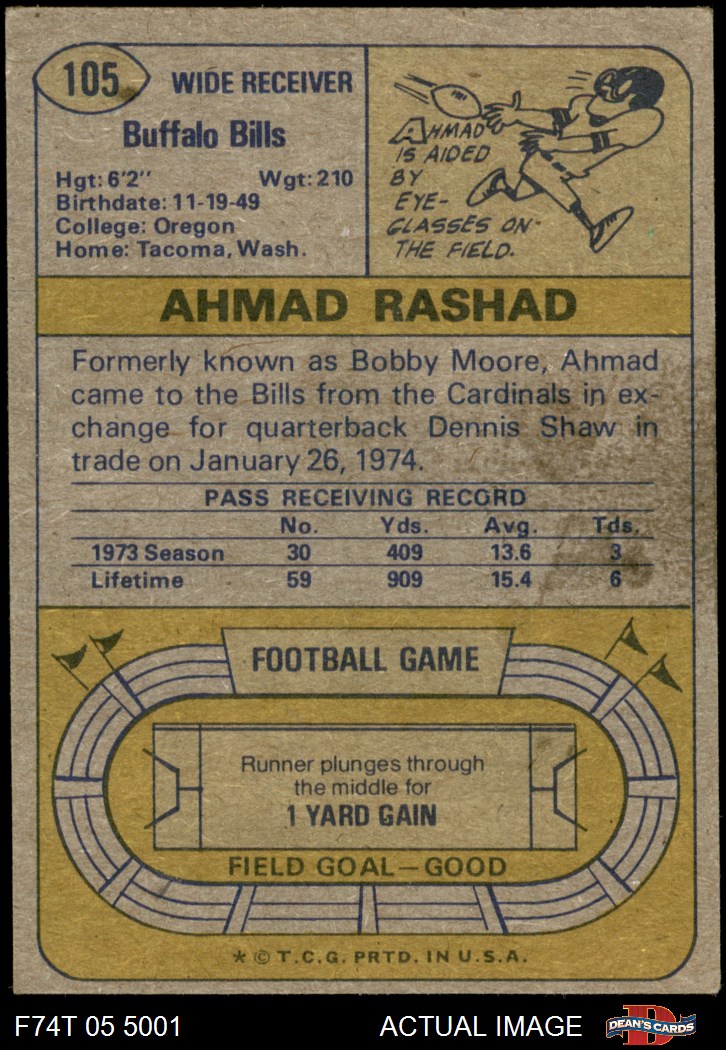 105
WIDE RECEIVER
Buffalo Bills
Hgt: 6'2" Wgt: 210
Birthdate: 11-19-49
College: Oregon
Home: Tacoma, Wash.
AHMAD
IS AIDED
BY
EYE-
GLASSES ON
THE FIELD.
AHMAD RASHAD
Formerly known as Bobby Moore, Ahmad
came to the Bills from the Cardinals in ex-
change for quarterback Dennis Shaw in
trade on January 26, 1974.
PASS RECEIVING RECORD
No. Yds. Avg. Tds.
1973 Season 30 409 13.6 3
Lifetime 59 909 15.4 6
FOOTBALL GAME
Runner plunges through
the middle for
1 YARD GAIN
FIELD GOAL—GOOD
* © T.C.G. PRTD. IN U.S.A.
F74T 05 5001 ACTUAL IMAGE
D
DEAN'S CARDS